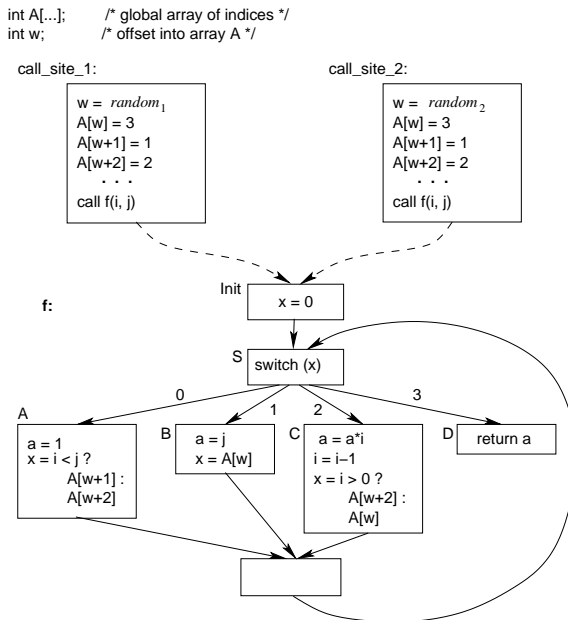 int A[...]; /* global array of indices */
int w; /* offset into array A */
call_site_1:
w = random1
A[w] = 3
A[w+1] = 1
A[w+2] = 2
. . .
call f(i, j)
call_site_2:
w = random2
A[w] = 3
A[w+1] = 1
A[w+2] = 2
. . .
call f(i, j)
f:
Init
x = 0
S
switch (x)
0
1
2
3
A
a = 1
x = i < j ?
A[w+1] :
A[w+2]
B
a = j
x = A[w]
C
a = a*i
i = i−1
x = i > 0 ?
A[w+2] :
A[w]
D
return a